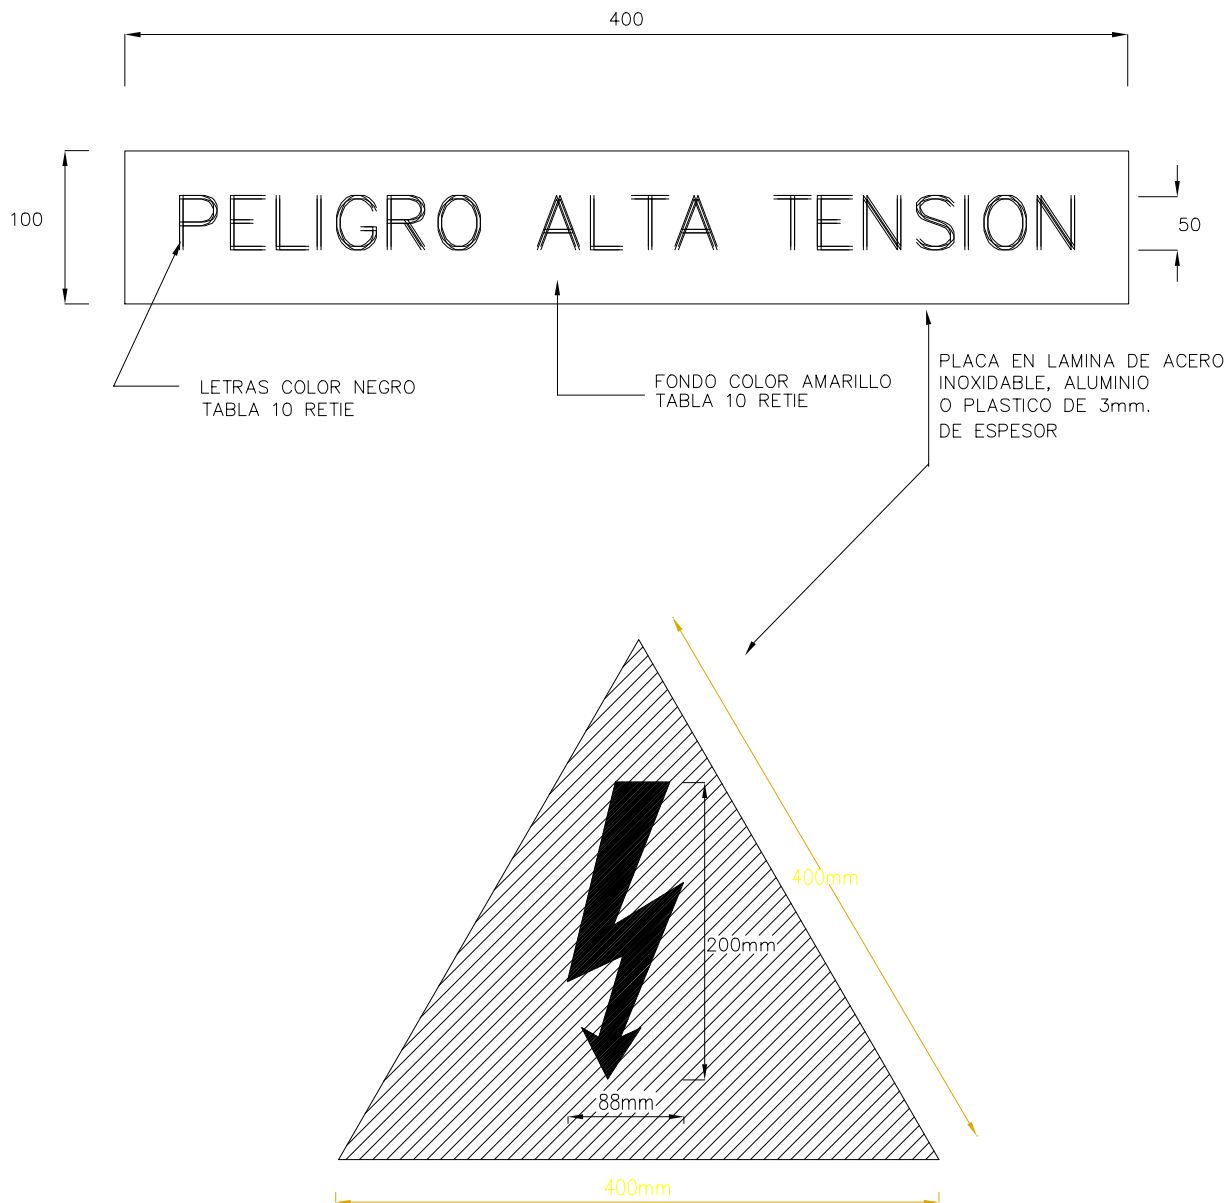 400
100
PELIGRO ALTA TENSION
50
LETRAS COLOR NEGRO
TABLA 10 RETIE
FONDO COLOR AMARILLO
TABLA 10 RETIE
PLACA EN LAMINA DE ACERO
INOXIDABLE, ALUMINIO
O PLASTICO DE 3mm.
DE ESPESOR
400mm
200mm
88mm
400mm